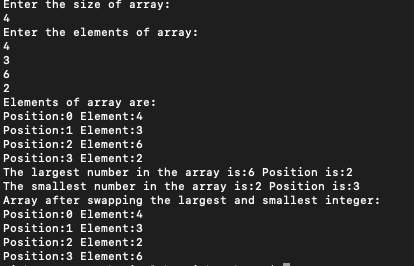 Enter the size of array:
4
Enter the elements of array:
4
3
6
2
Elements of array are:
Position:0 Element:4
Position:1 Element:3
Position:2 Element:6
Position:3 Element:2
The largest number in the array is:6 Position is:2
The smallest number in the array is:2 Position is:3
Array after swapping the largest and smallest integer:
Position:0 Element:4
Position:1 Element:3
Position:2 Element:2
Position:3 Element:6